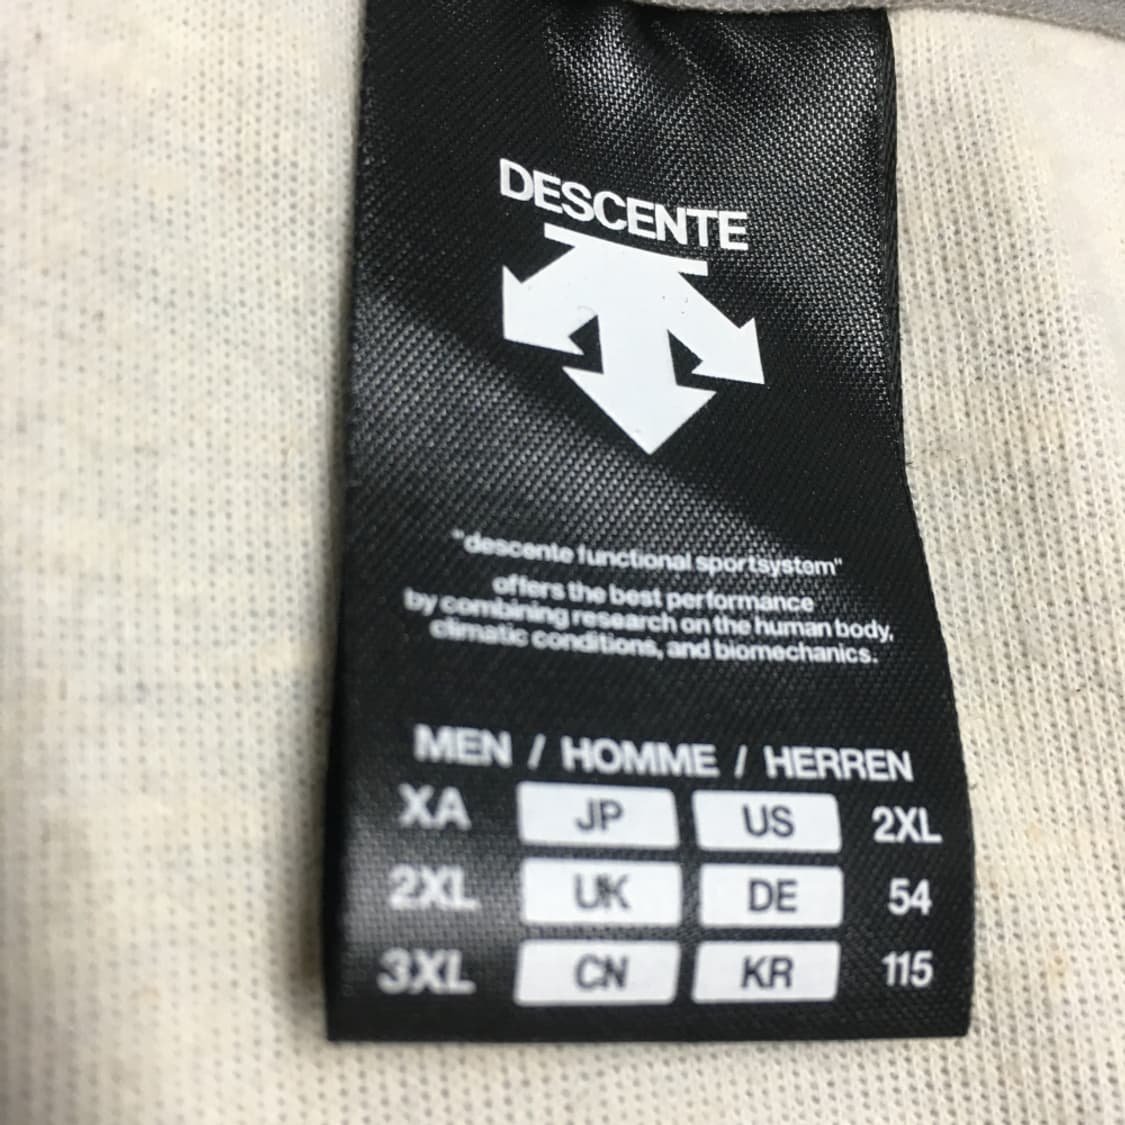 DESCENTE
"descente functional sportsystem"
offers the best performance
by combining research on the human body,
climatic conditions, and biomechanics.
MEN / HOMME / HERREN
XA JP US 2XL
2XL UK DE 54
3XL CN KR 115